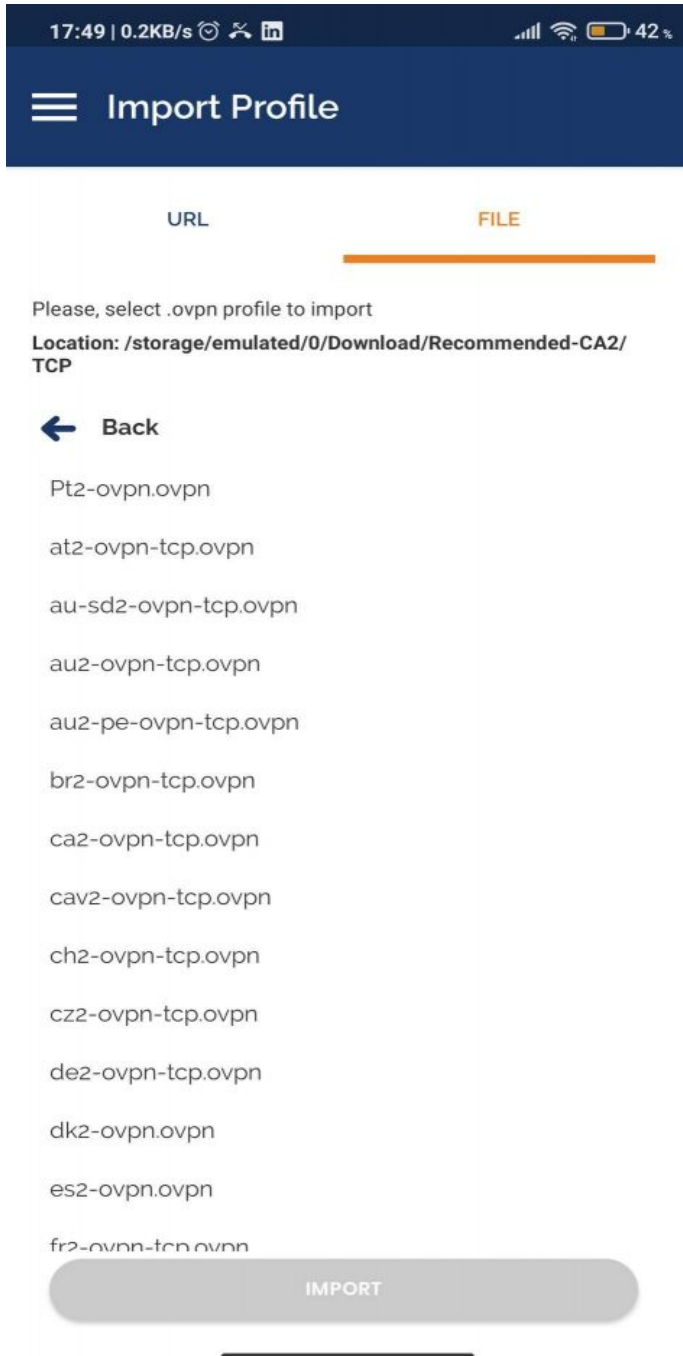 17:49 | 0.2KB/s
42%
Import Profile
URL
FILE
Please, select .ovpn profile to import
Location: /storage/emulated/0/Download/Recommended-CA2/
TCP
Back
Pt2-ovpn.ovpn
at2-ovpn-tcp.ovpn
au-sd2-ovpn-tcp.ovpn
au2-ovpn-tcp.ovpn
au2-pe-ovpn-tcp.ovpn
br2-ovpn-tcp.ovpn
ca2-ovpn-tcp.ovpn
cav2-ovpn-tcp.ovpn
ch2-ovpn-tcp.ovpn
cz2-ovpn-tcp.ovpn
de2-ovpn-tcp.ovpn
dk2-ovpn.ovpn
es2-ovpn.ovpn
fr2-ovpn-tcp.ovpn
IMPORT